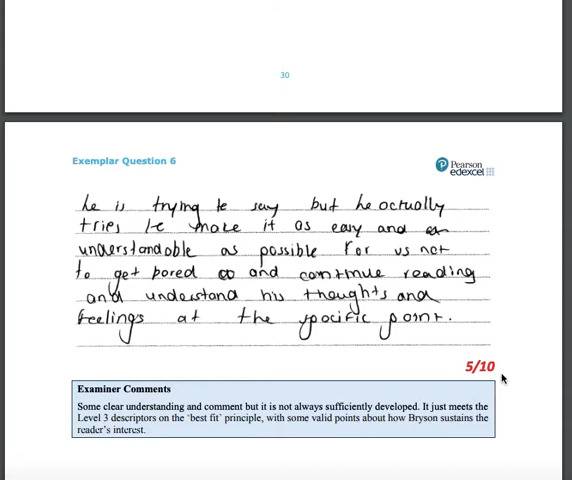 30
Exemplar Question 6
Pearson
edexcel
he is trying to say but he actually
tries to make it as easy and
understandable as possible for us not
to get bored and continue reading
and understand his thoughts and
feelings at the spocific point.
5/10
Examiner Comments
Some clear understanding and comment but it is not always sufficiently developed. It just meets the
Level 3 descriptors on the 'best fit' principle, with some valid points about how Bryson sustains the
reader's interest.